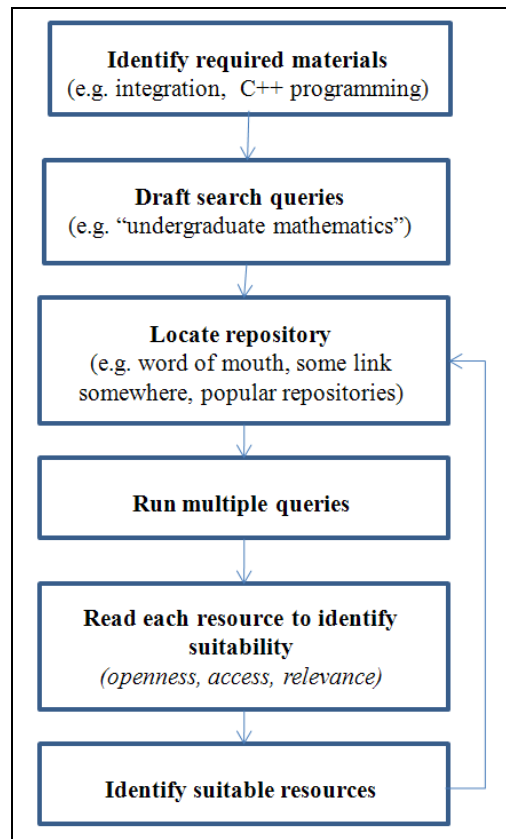 Identify required materials
(e.g. integration, C++ programming)
Draft search queries
(e.g. “undergraduate mathematics”)
Locate repository
(e.g. word of mouth, some link
somewhere, popular repositories)
Run multiple queries
Read each resource to identify
suitability
(openness, access, relevance)
Identify suitable resources